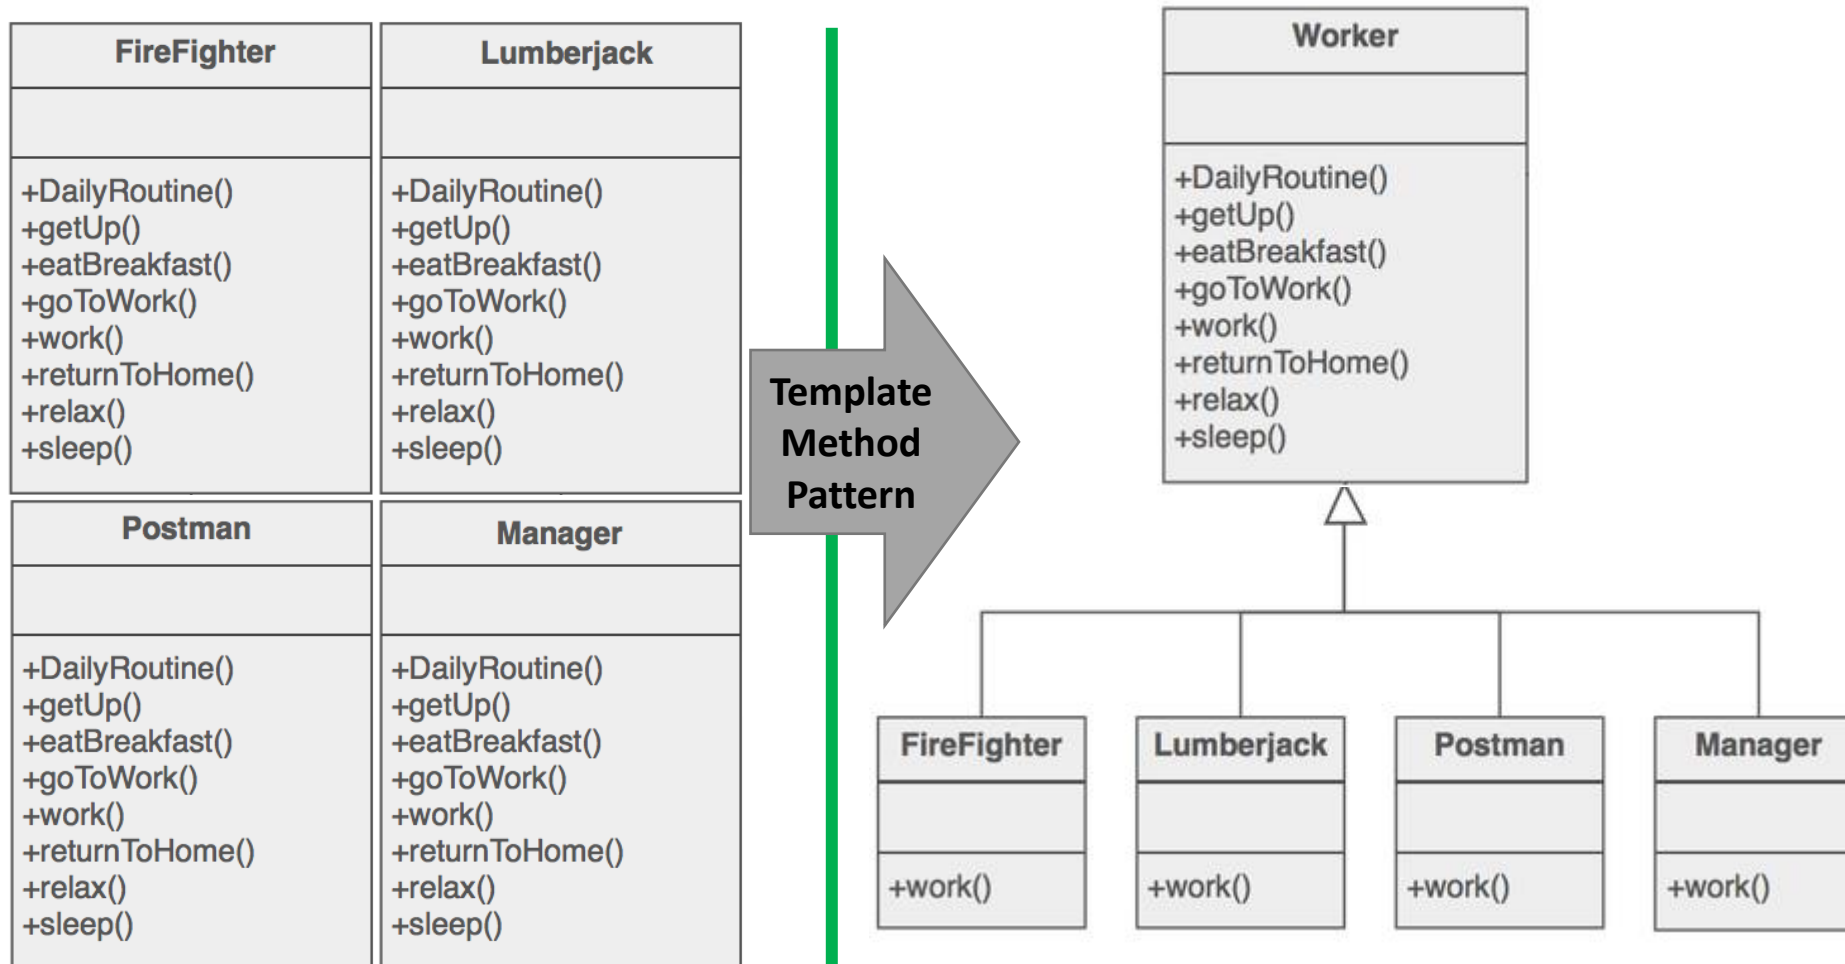 FireFighter
+DailyRoutine()
+getUp()
+eatBreakfast()
+goToWork()
+work()
+returnToHome()
+relax()
+sleep()
Lumberjack
+DailyRoutine()
+getUp()
+eatBreakfast()
+goToWork()
+work()
+returnToHome()
+relax()
+sleep()
Postman
+DailyRoutine()
+getUp()
+eatBreakfast()
+goToWork()
+work()
+returnToHome()
+relax()
+sleep()
Manager
+DailyRoutine()
+getUp()
+eatBreakfast()
+goToWork()
+work()
+returnToHome()
+relax()
+sleep()
Template
Method
Pattern
Worker
+DailyRoutine()
+getUp()
+eatBreakfast()
+goToWork()
+work()
+returnToHome()
+relax()
+sleep()
FireFighter
+work()
Lumberjack
+work()
Postman
+work()
Manager
+work()